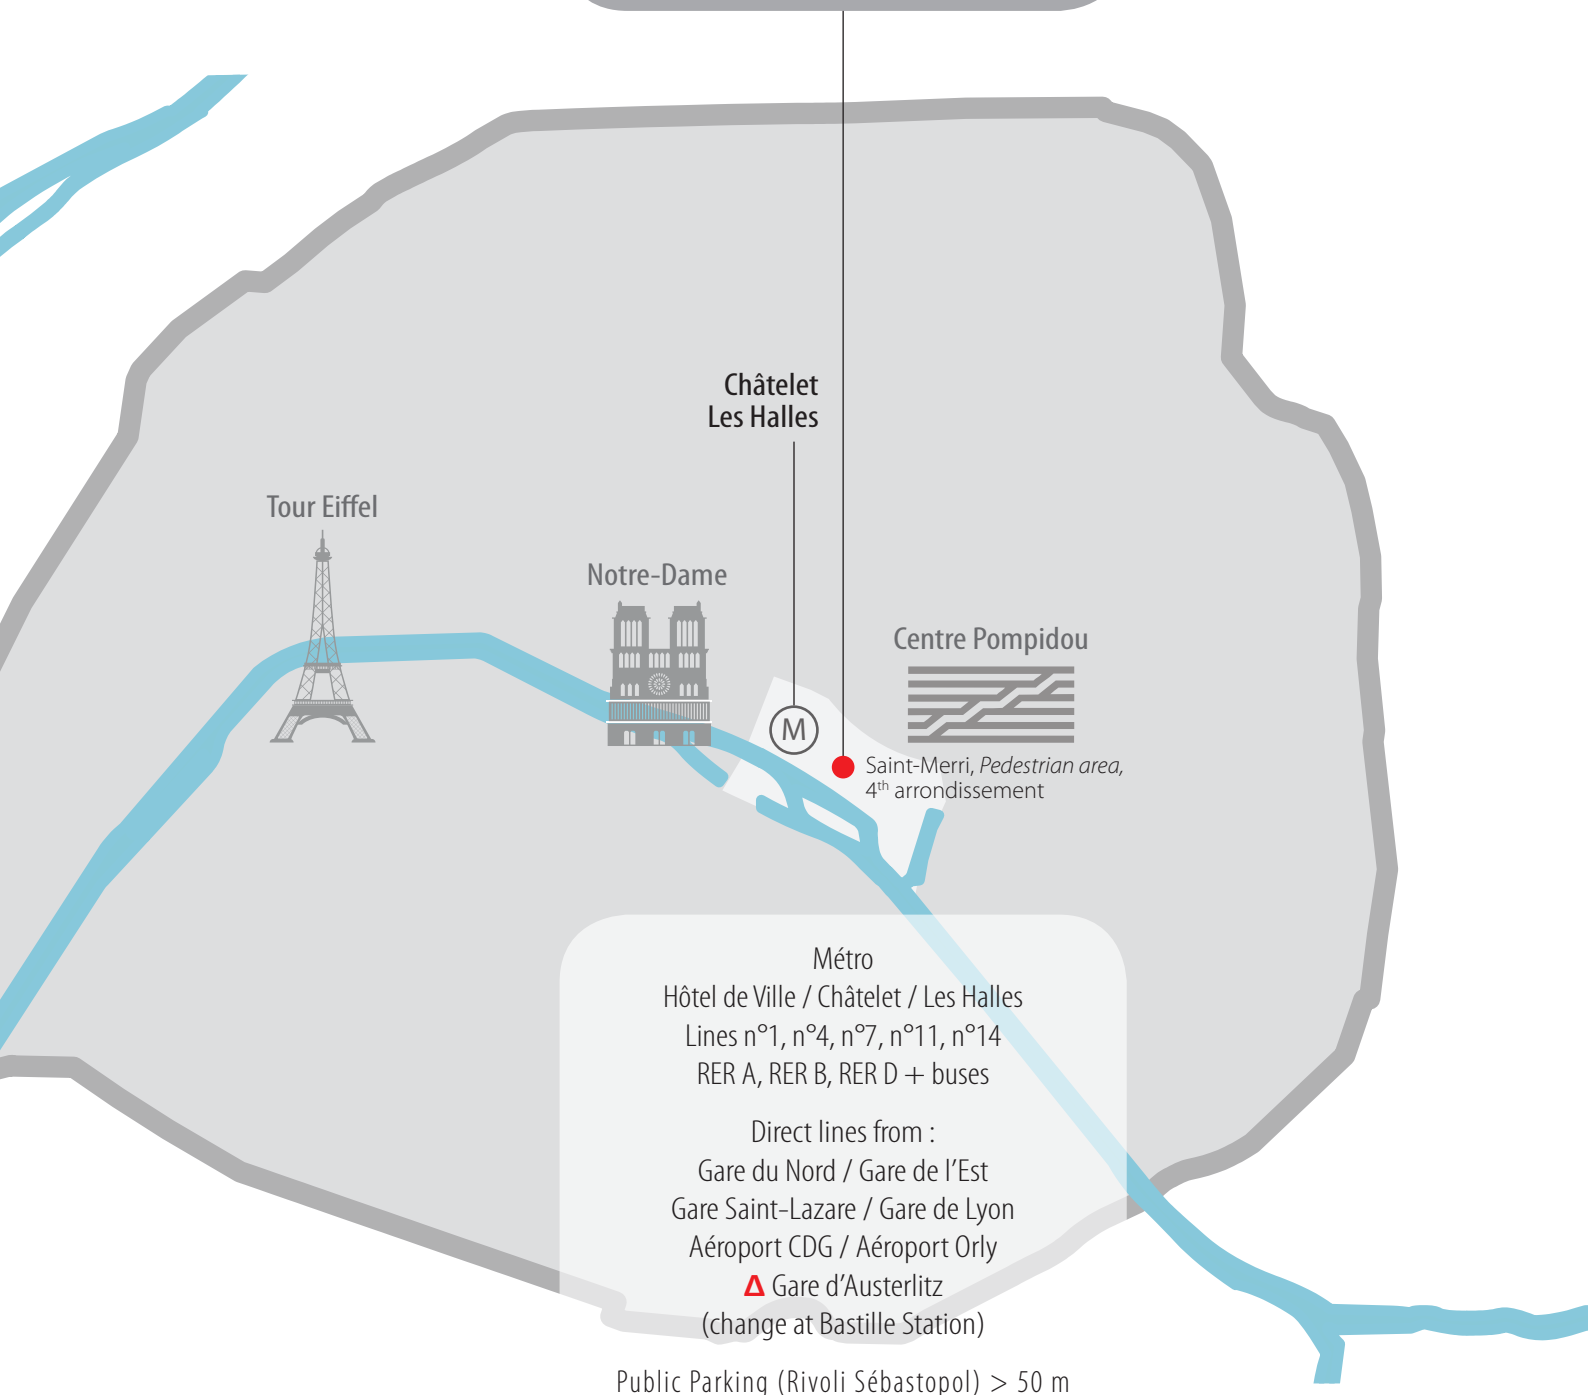 Châtelet
Les Halles
Tour Eiffel
Notre-Dame
Centre Pompidou
M
Saint-Merri, Pedestrian area,
4th arrondissement
Métro
Hôtel de Ville / Châtelet / Les Halles
Lines n°1, n°4, n°7, n°11, n°14
RER A, RER B, RER D + buses
Direct lines from :
Gare du Nord / Gare de l’Est
Gare Saint-Lazare / Gare de Lyon
Aéroport CDG / Aéroport Orly
Δ Gare d’Austerlitz
(change at Bastille Station)
Public Parking (Rivoli Sébastopol) > 50 m